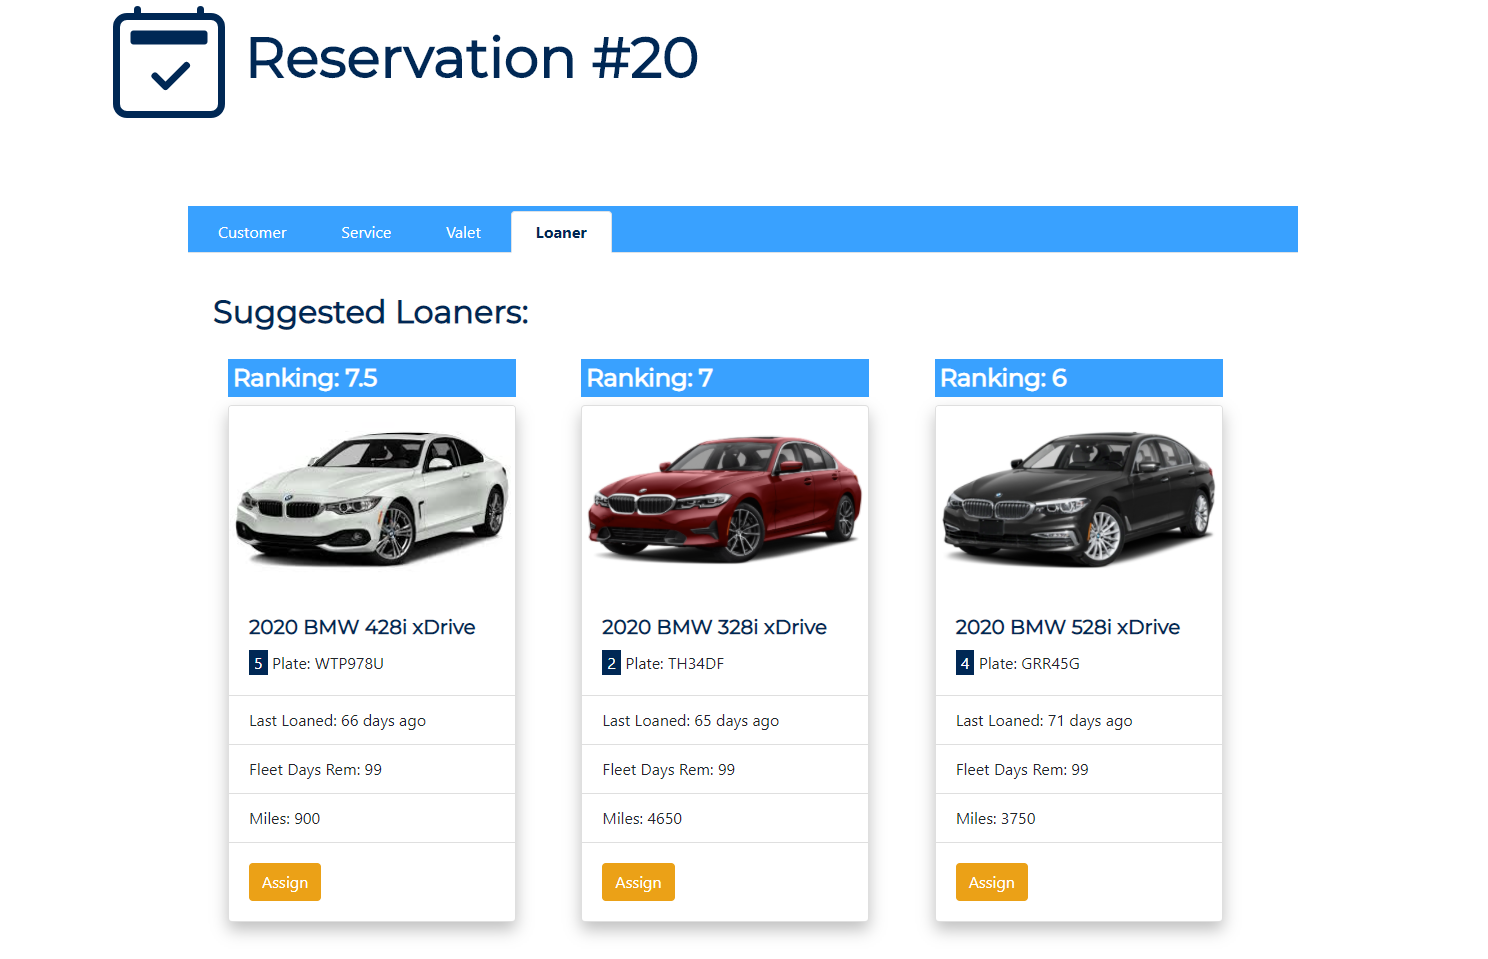 Reservation #20
Customer
Service
Valet
Loaner
Suggested Loaners:
Ranking: 7.5
2020 BMW 428i xDrive
5 Plate: WTP978U
Last Loaned: 66 days ago
Fleet Days Rem: 99
Miles: 900
Assign
Ranking: 7
2020 BMW 328i xDrive
2 Plate: TH34DF
Last Loaned: 65 days ago
Fleet Days Rem: 99
Miles: 4650
Assign
Ranking: 6
2020 BMW 528i xDrive
4 Plate: GRR45G
Last Loaned: 71 days ago
Fleet Days Rem: 99
Miles: 3750
Assign